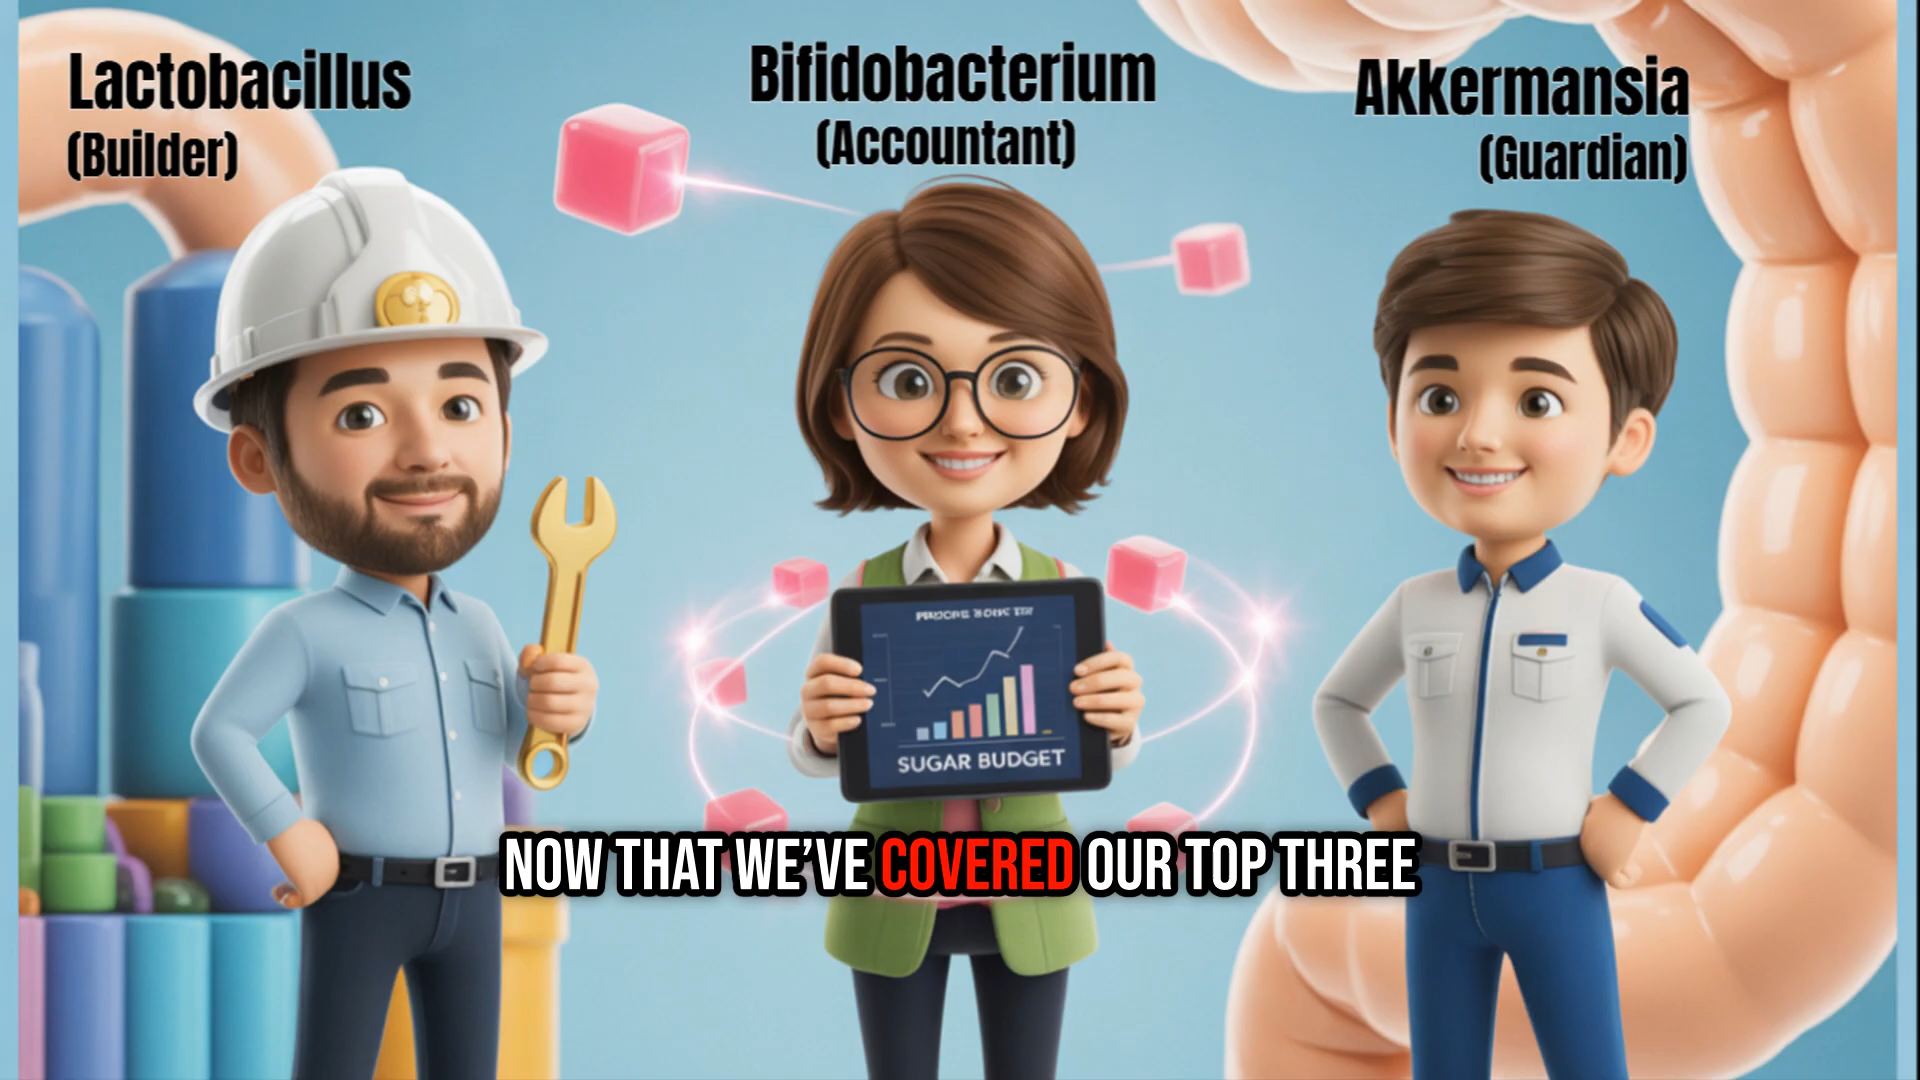 Lactobacillus
(Builder)
Bifidobacterium
(Accountant)
Akkermansia
(Guardian)
SUGAR BUDGET
NOW THAT WE'VE COVERED OUR TOP THREE